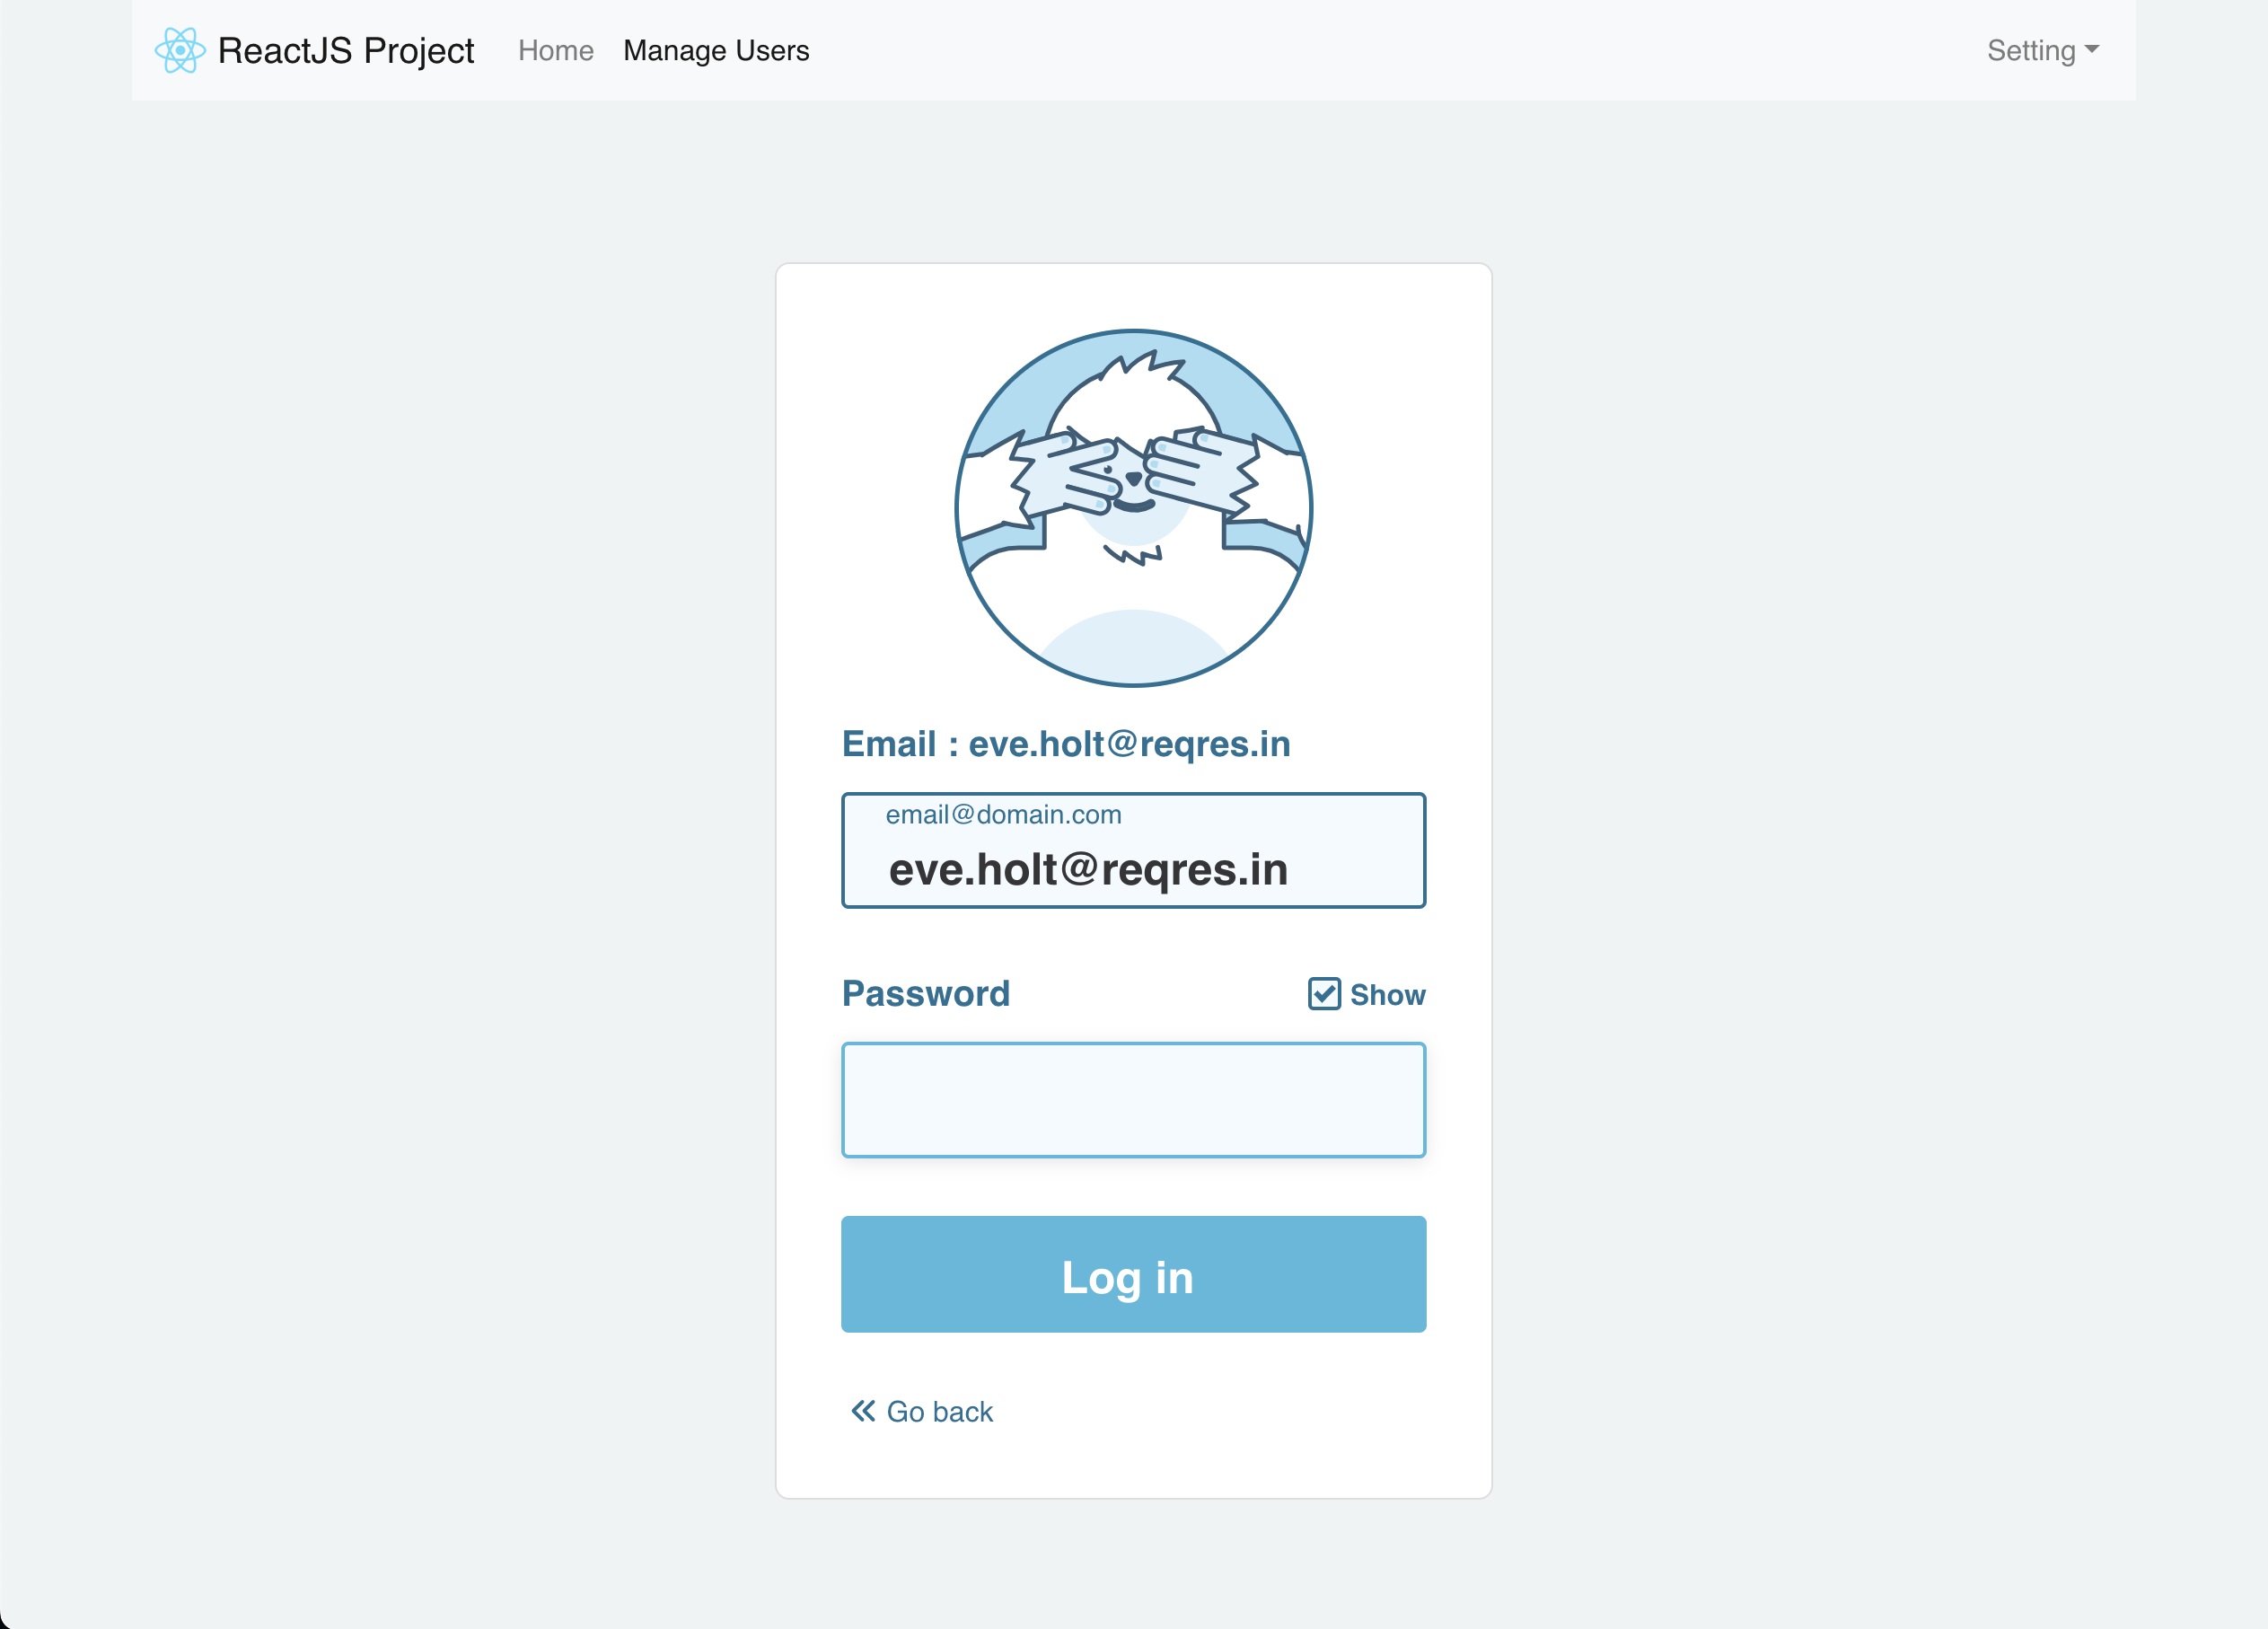 ReactJS Project Home Manage Users Setting
Email : eve.holt@reqres.in
email@domain.com
eve.holt@reqres.in
Password Show
Log in
Go back